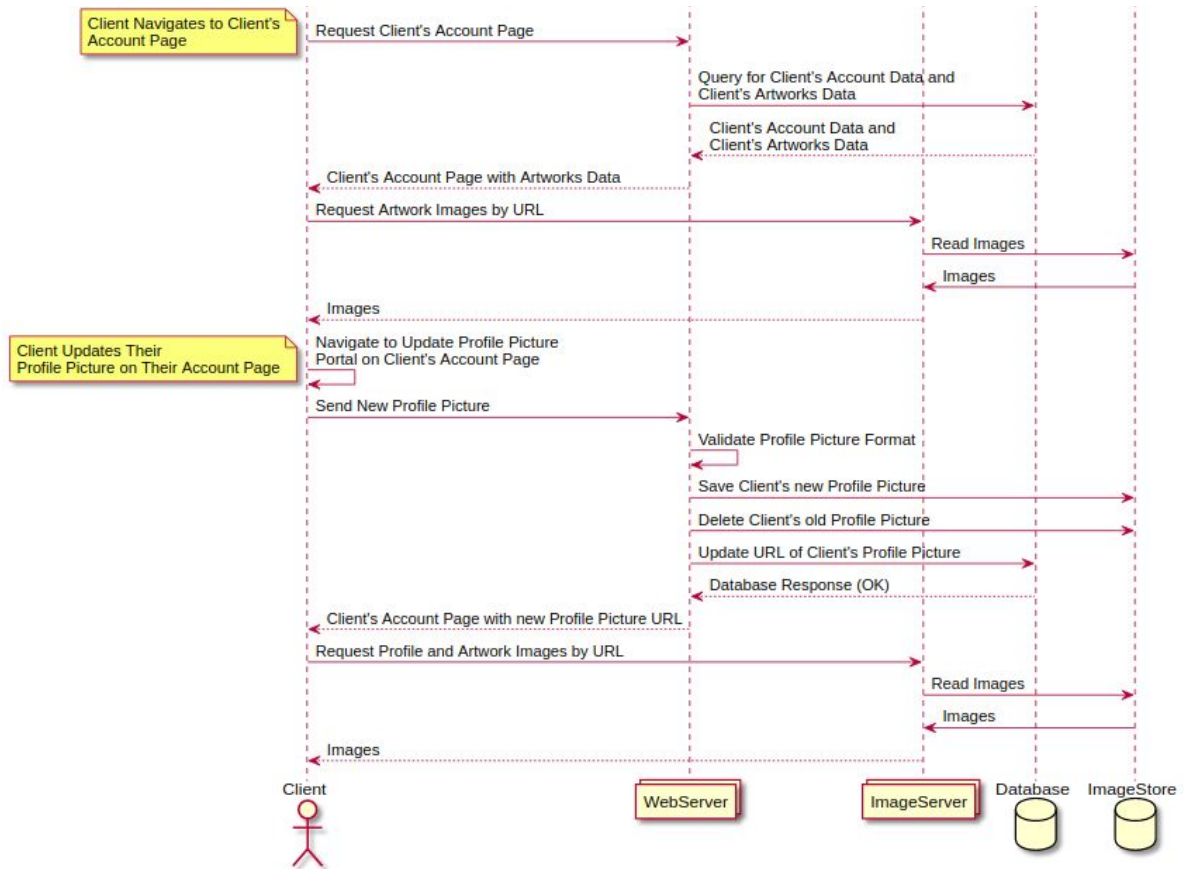 Client Navigates to Client's
Account Page
Request Client's Account Page
Query for Client's Account Data and
Client's Artworks Data
Client's Account Data and
Client's Artworks Data
Client's Account Page with Artworks Data
Request Artwork Images by URL
Read Images
Images
Images
Client Updates Their
Profile Picture on Their Account Page
Navigate to Update Profile Picture
Portal on Client's Account Page
Send New Profile Picture
Validate Profile Picture Format
Save Client's new Profile Picture
Delete Client's old Profile Picture
Update URL of Client's Profile Picture
Database Response (OK)
Client's Account Page with new Profile Picture URL
Request Profile and Artwork Images by URL
Read Images
Images
Images
Client
WebServer
ImageServer
Database
ImageStore